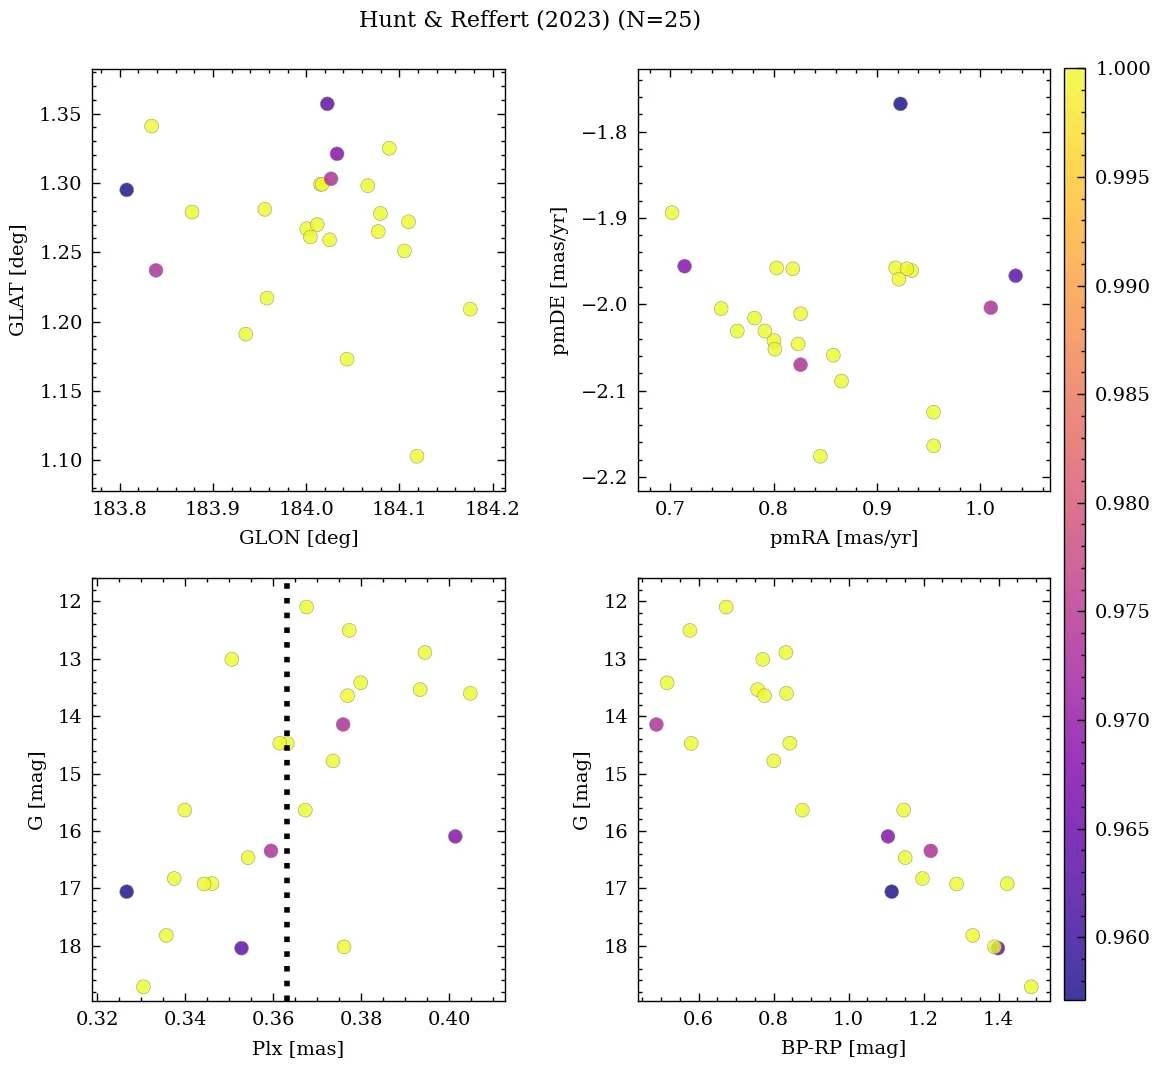 Hunt & Reffert (2023) (N=25)
1.35
1.30
1.25
1.20
1.15
1.10
GLAT [deg]
183.8 183.9 184.0 184.1 184.2
GLON [deg]
−1.8
−1.9
−2.0
−2.1
−2.2
pmDE [mas/yr]
0.7 0.8 0.9 1.0
pmRA [mas/yr]
12
13
14
15
16
17
18
G [mag]
0.32 0.34 0.36 0.38 0.40
Plx [mas]
12
13
14
15
16
17
18
G [mag]
0.6 0.8 1.0 1.2 1.4
BP-RP [mag]
1.000
0.995
0.990
0.985
0.980
0.975
0.970
0.965
0.960